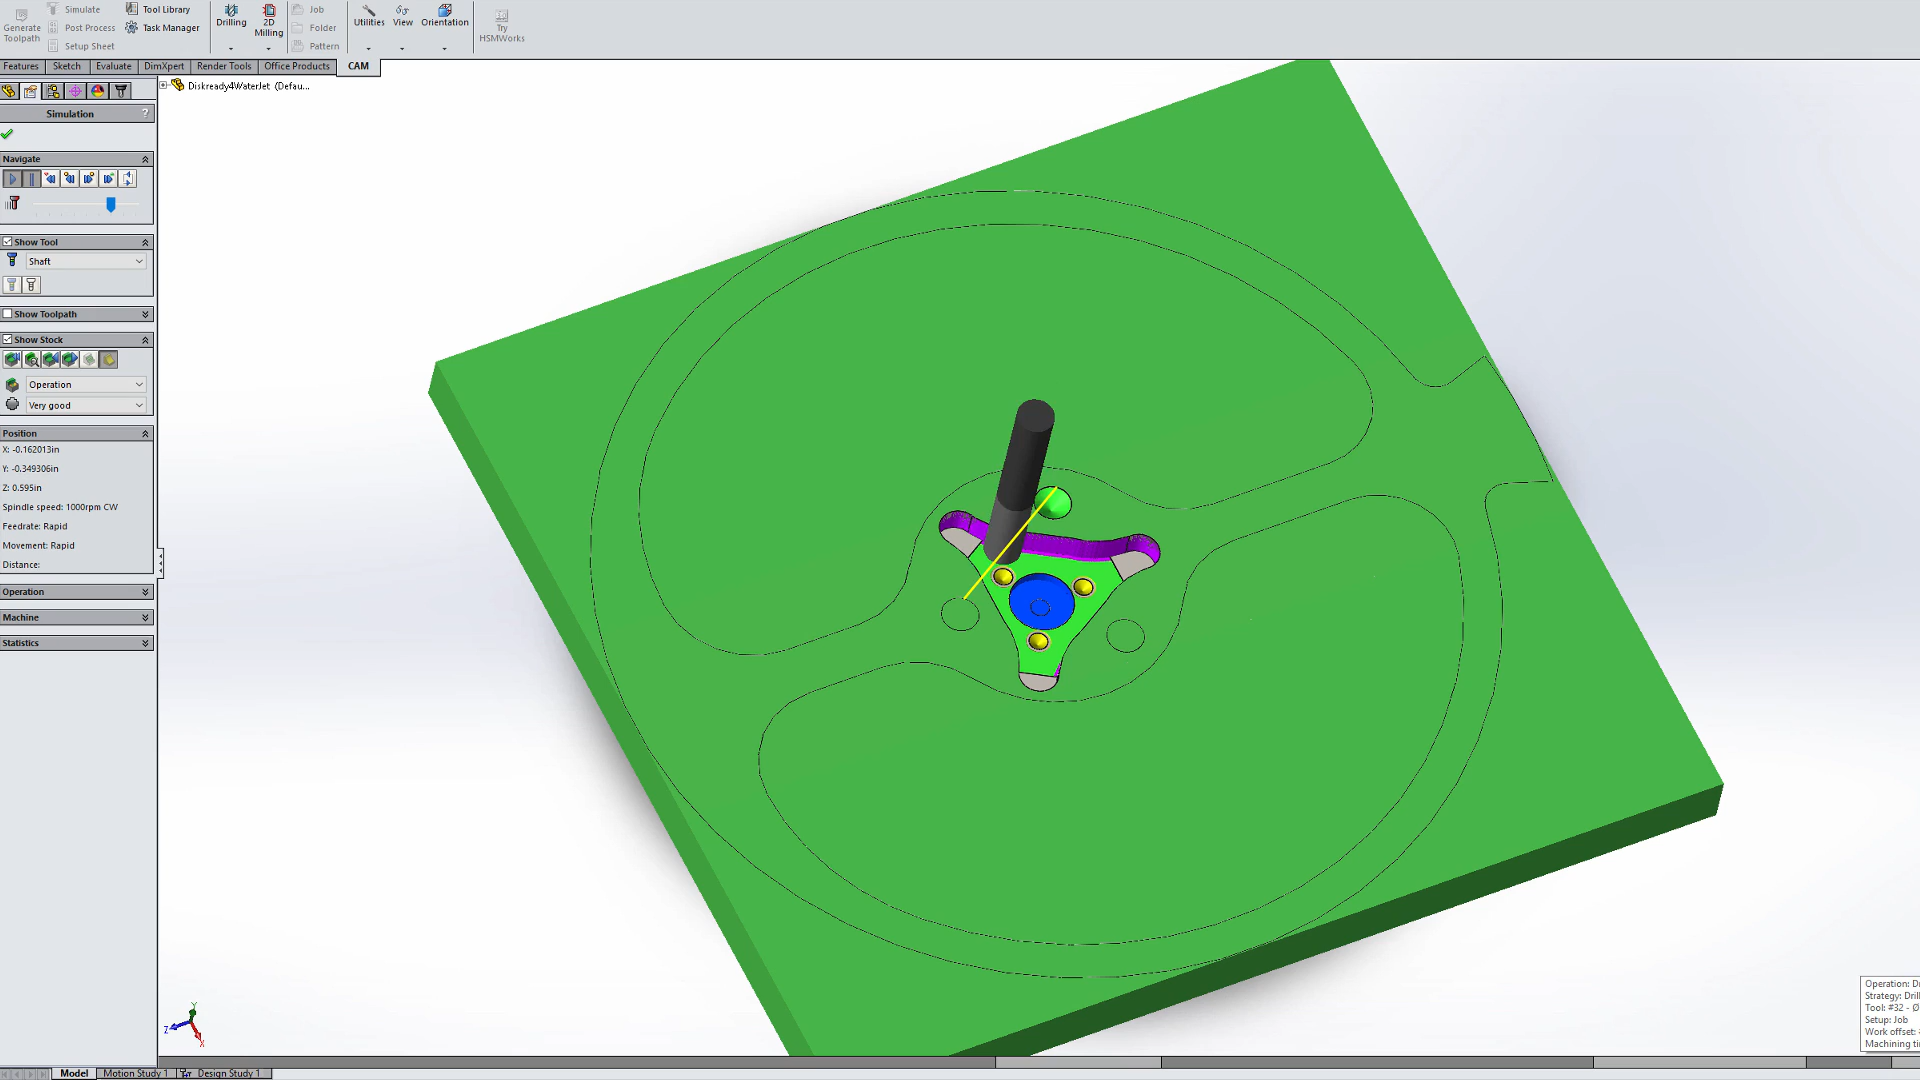 Generate
Toolpath
Simulate
Post Process
Setup Sheet
Tool Library
Task Manager
Drilling
2D
Milling
Job
Folder
Pattern
Utilities
View
Orientation
Try
HSMWorks
Features
Sketch
Evaluate
DimXpert
Render Tools
Office Products
CAM
Diskready4WaterJet (Defau...
Simulation
?
Navigate
Show Tool
Shaft
Show Toolpath
Show Stock
Operation
Very good
Position
X: -0.162013in
Y: -0.349306in
Z: 0.595in
Spindle speed: 1000rpm CW
Feedrate: Rapid
Movement: Rapid
Distance:
Operation
Machine
Statistics
Y
Z
X
Operation: D
Strategy: Drill
Tool: #32 - Ø
Setup: Job
Work offset:
Machining ti
Model
Motion Study 1
Design Study 1